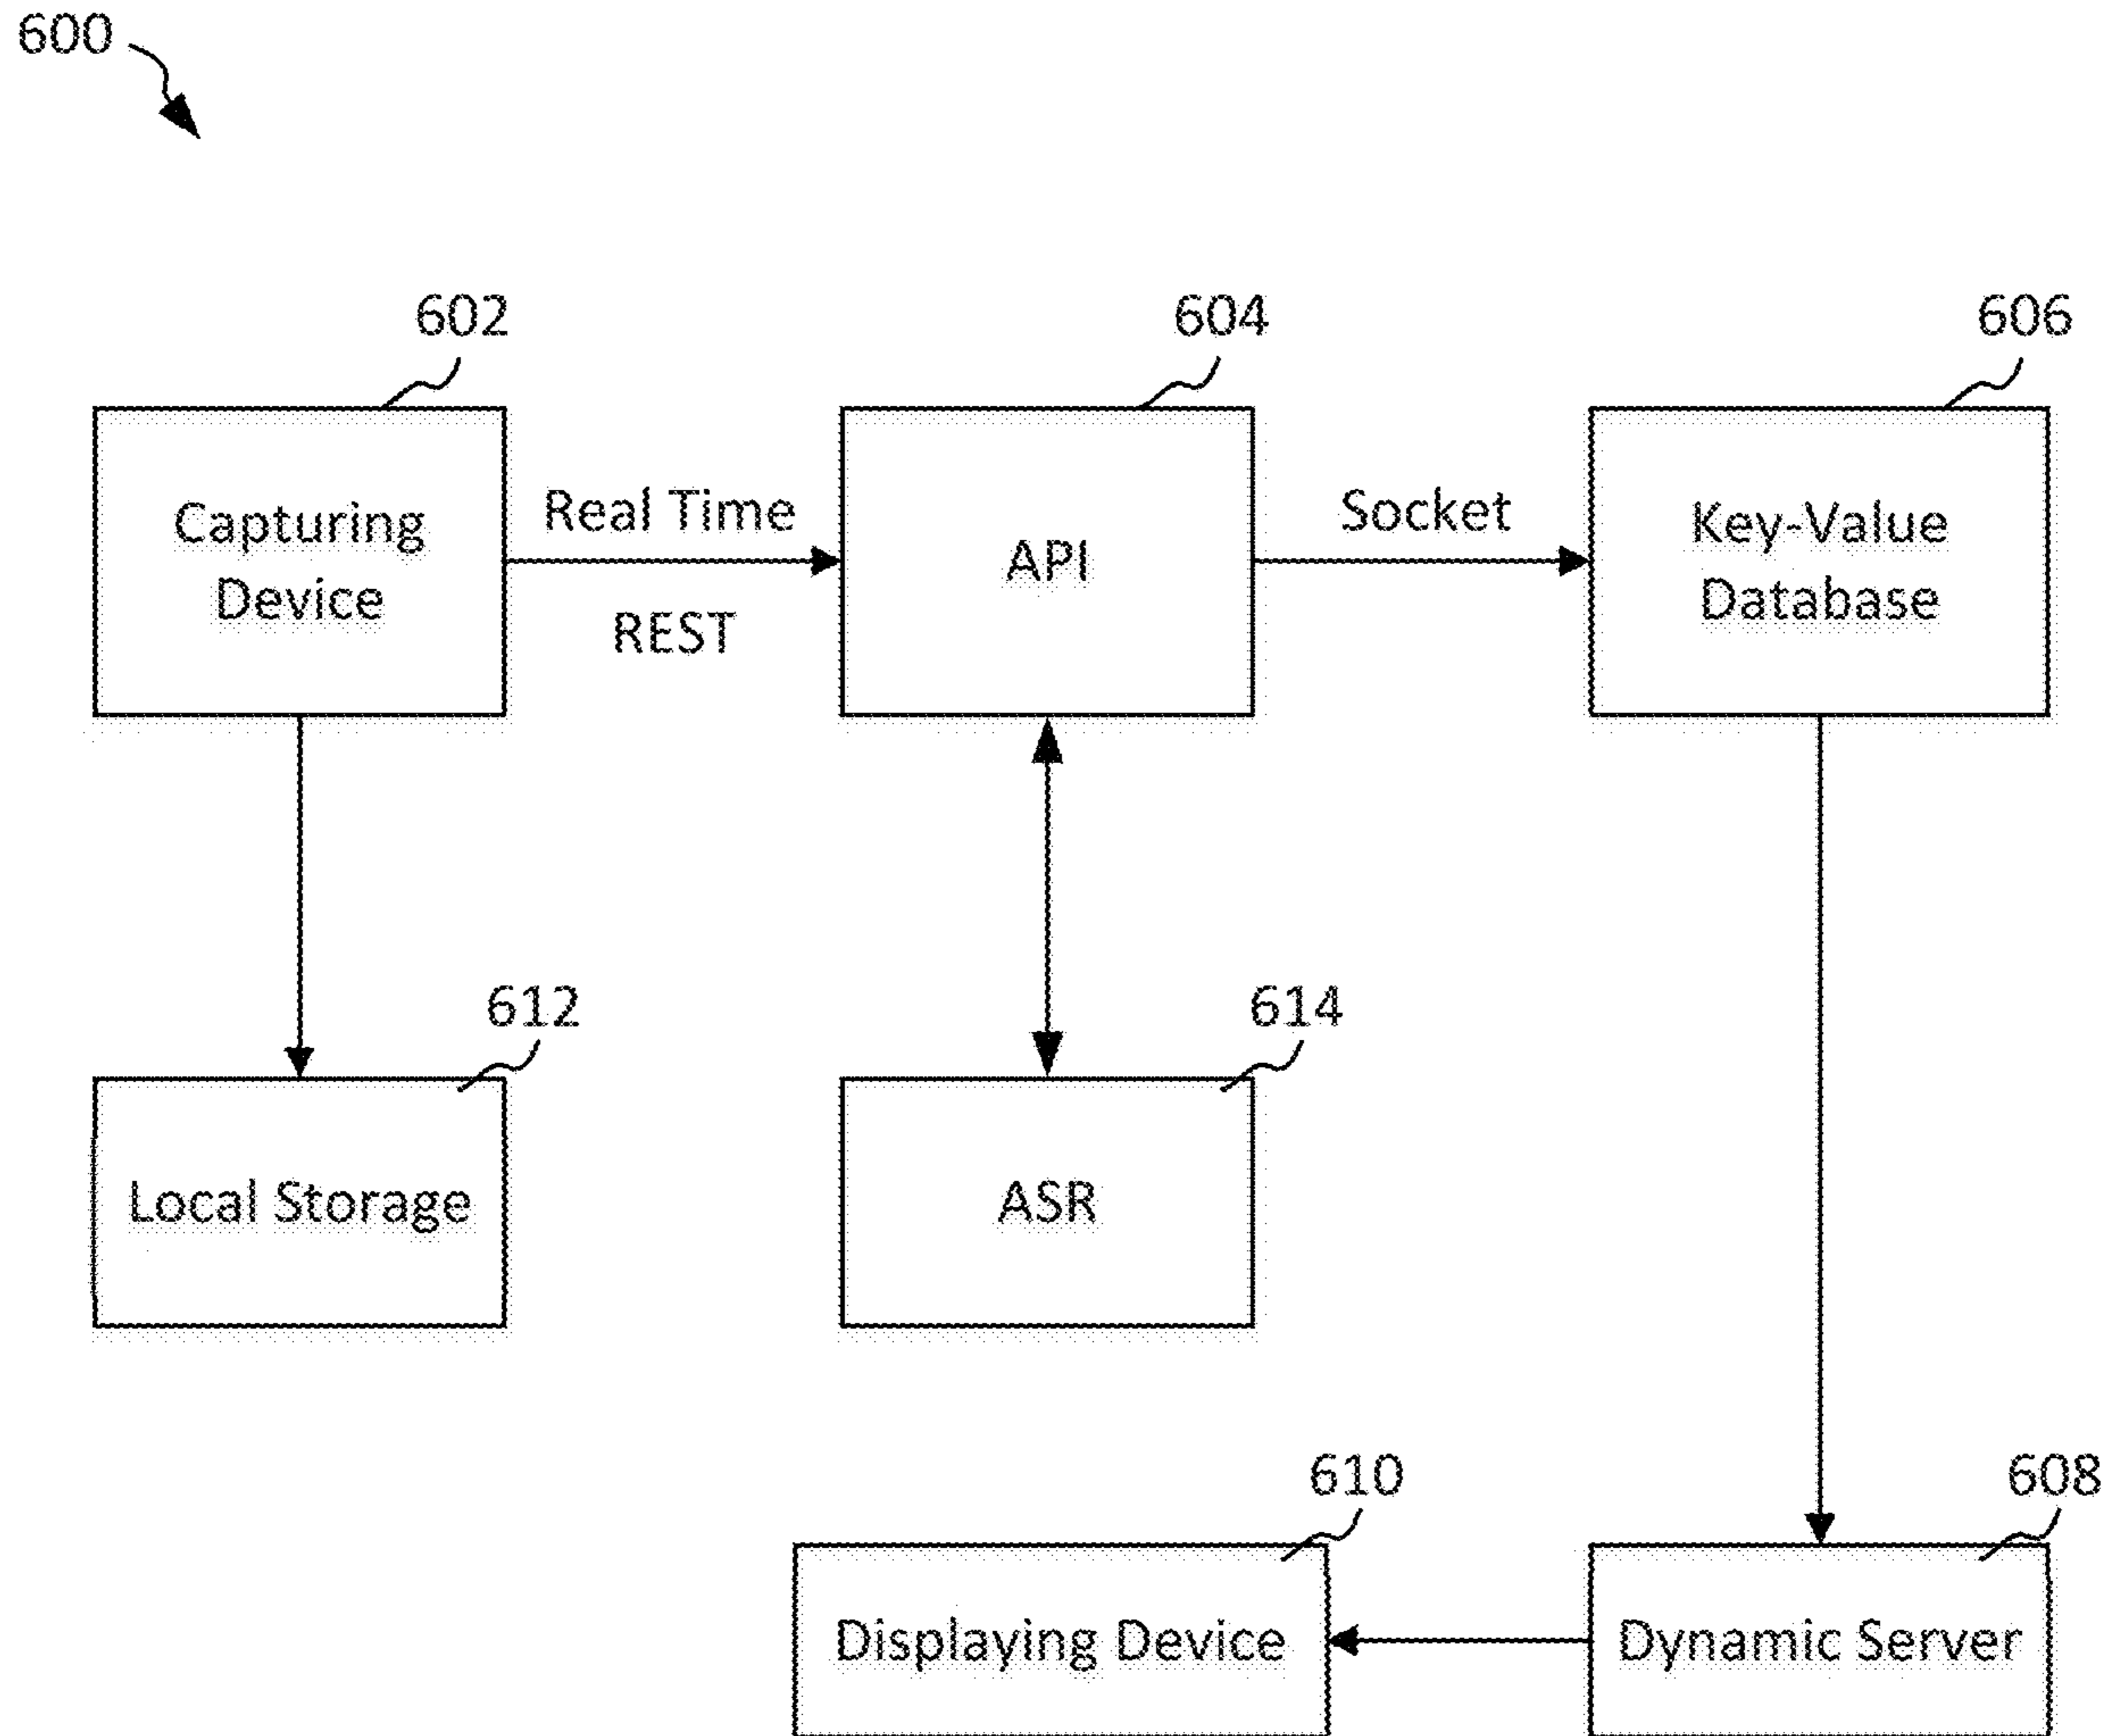 600
602
604
606
Capturing
Device
Real Time
REST
API
Socket
Key-Value
Database
612
614
Local Storage
ASR
610
608
Displaying Device
Dynamic Server